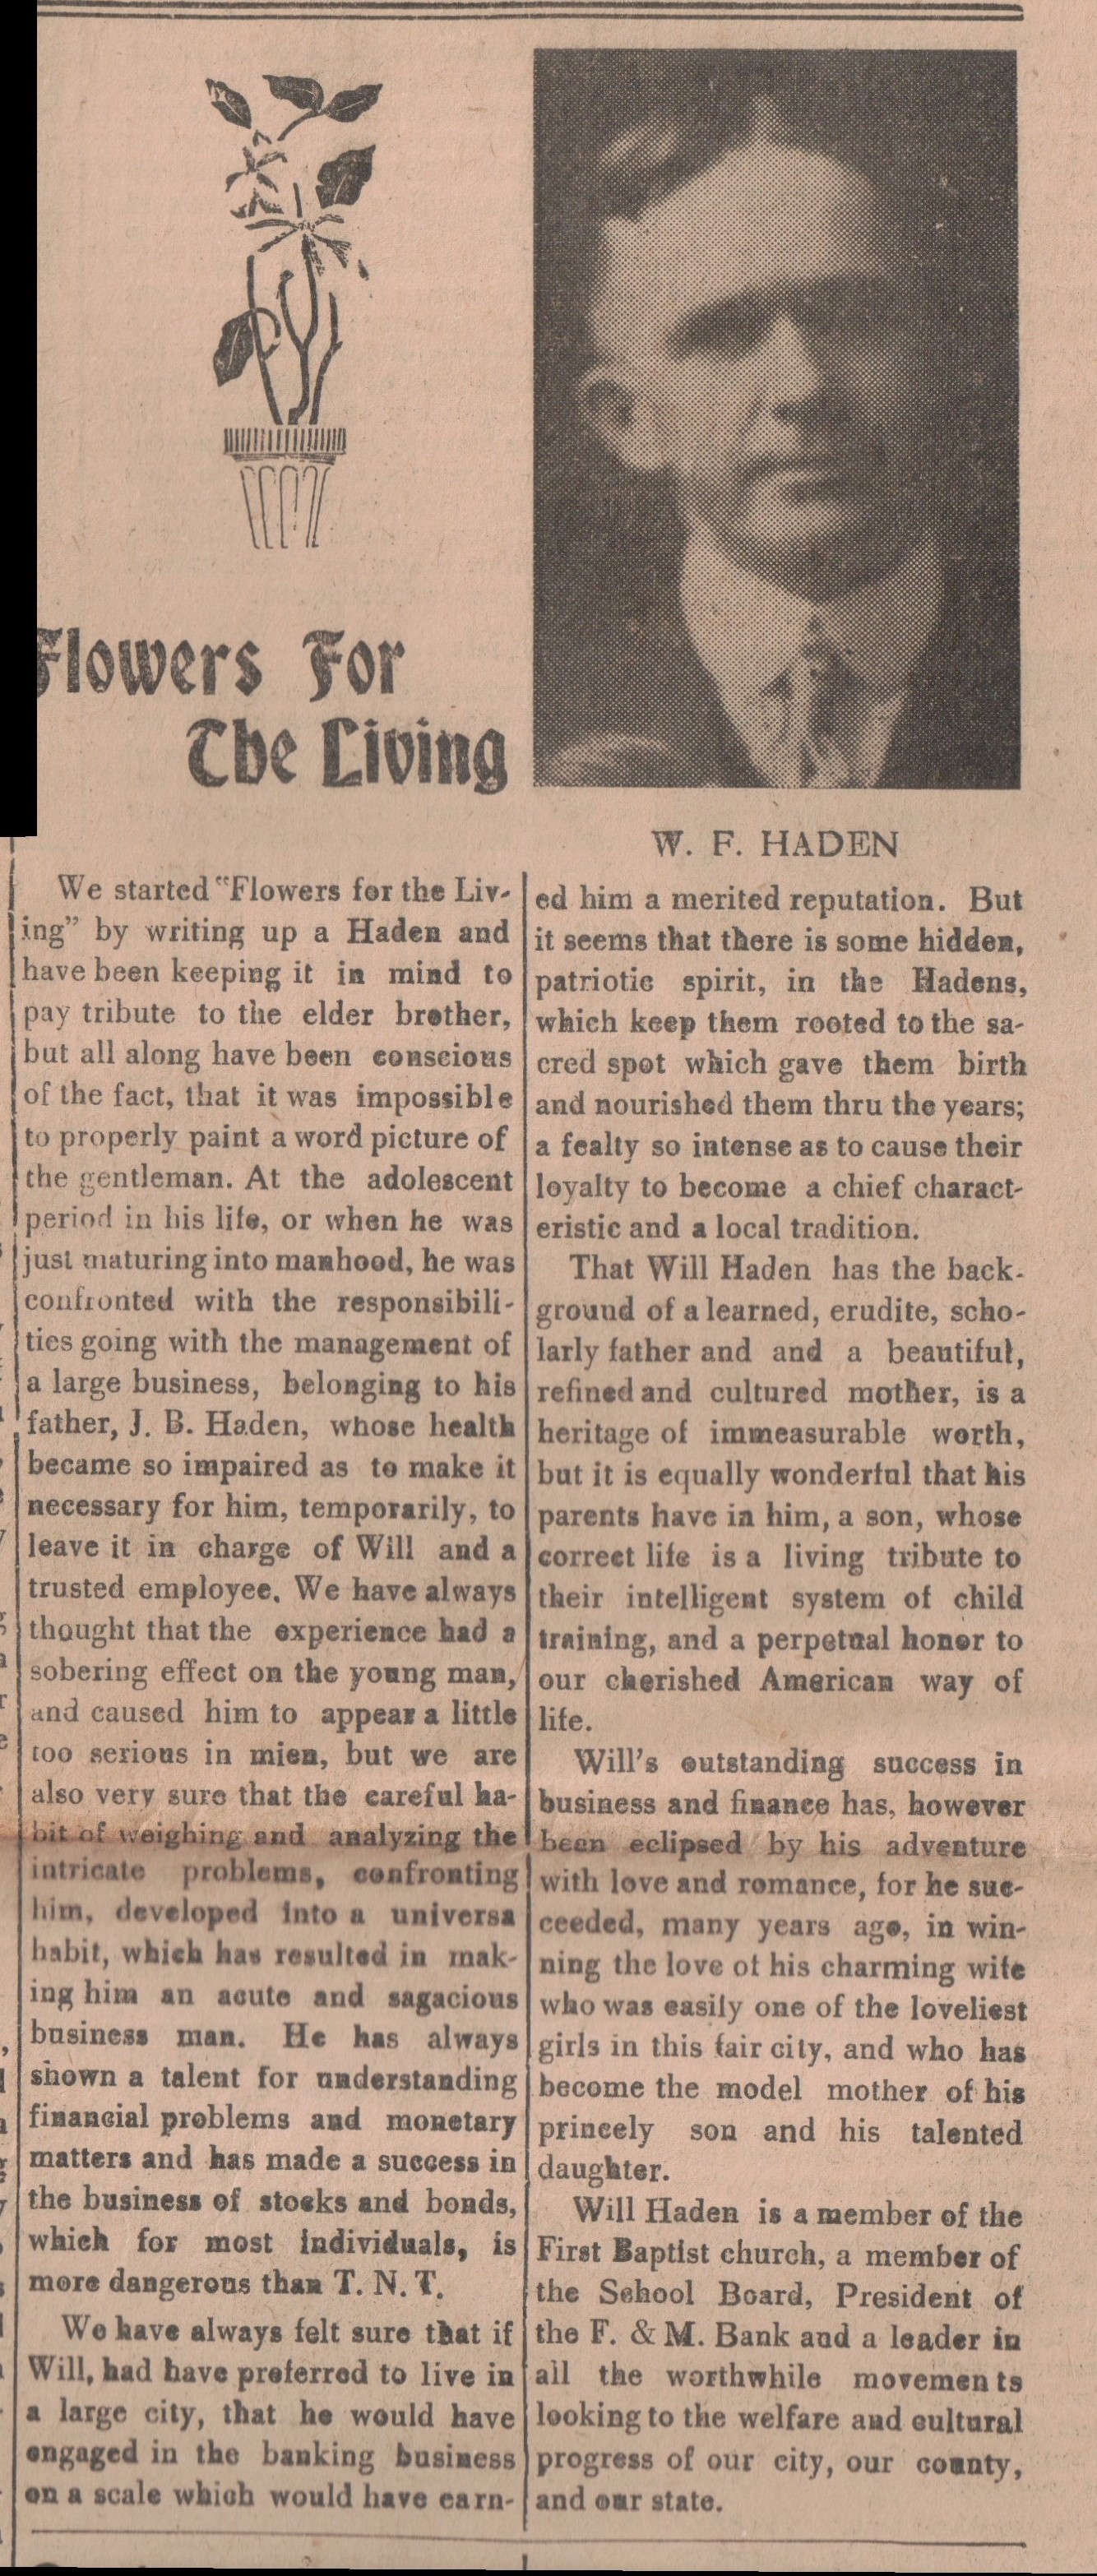 Flowers For
The Living
W. F. HADEN
We started "Flowers for the Liv-
ing" by writing up a Haden and
have been keeping it in mind to
pay tribute to the elder brother,
but all along have been conscious
of the fact, that it was impossible
to properly paint a word picture of
the gentleman. At the adolescent
period in his life, or when he was
just maturing into manhood, he was
confronted with the responsibili-
ties going with the management of
a large business, belonging to his
father, J. B. Haden, whose health
became so impaired as to make it
necessary for him, temporarily, to
leave it in charge of Will and a
trusted employee. We have always
thought that the experience had a
sobering effect on the young man,
and caused him to appear a little
too serious in mien, but we are
also very sure that the careful ha-
bit of weighing and analyzing the
intricate problems, confronting
him, developed into a universa
habit, which has resulted in mak-
ing him an acute and sagacious
business man. He has always
shown a talent for understanding
financial problems and monetary
matters and has made a success in
the business of stocks and bonds,
which for most individuals, is
more dangerous than T. N. T.
We have always felt sure that if
Will, had have preferred to live in
a large city, that he would have
engaged in the banking business
on a scale which would have earn-
ed him a merited reputation. But
it seems that there is some hidden,
patriotic spirit, in the Hadens,
which keep them rooted to the sa-
cred spot which gave them birth
and nourished them thru the years;
a fealty so intense as to cause their
loyalty to become a chief charact-
eristic and a local tradition.
That Will Haden has the back-
ground of a learned, erudite, scho-
larly father and and a beautiful,
refined and cultured mother, is a
heritage of immeasurable worth,
but it is equally wonderful that his
parents have in him, a son, whose
correct life is a living tribute to
their intelligent system of child
training, and a perpetual honor to
our cherished American way of
life.
Will's outstanding success in
business and finance has, however
been eclipsed by his adventure
with love and romance, for he suc-
ceeded, many years ago, in win-
ning the love of his charming wife
who was easily one of the loveliest
girls in this fair city, and who has
become the model mother of his
princely son and his talented
daughter.
Will Haden is a member of the
First Baptist church, a member of
the School Board, President of
the F. & M. Bank and a leader in
all the worthwhile movements
looking to the welfare and cultural
progress of our city, our county,
and our state.